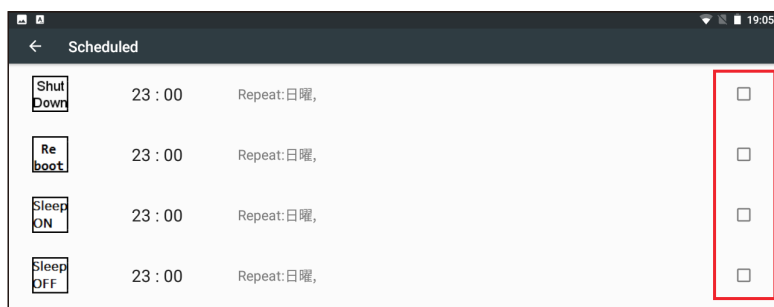 19:05
Scheduled
Shut
Down
23 : 00
Repeat:日曜,
Re
boot
23 : 00
Repeat:日曜,
Sleep
ON
23 : 00
Repeat:日曜,
Sleep
OFF
23 : 00
Repeat:日曜,